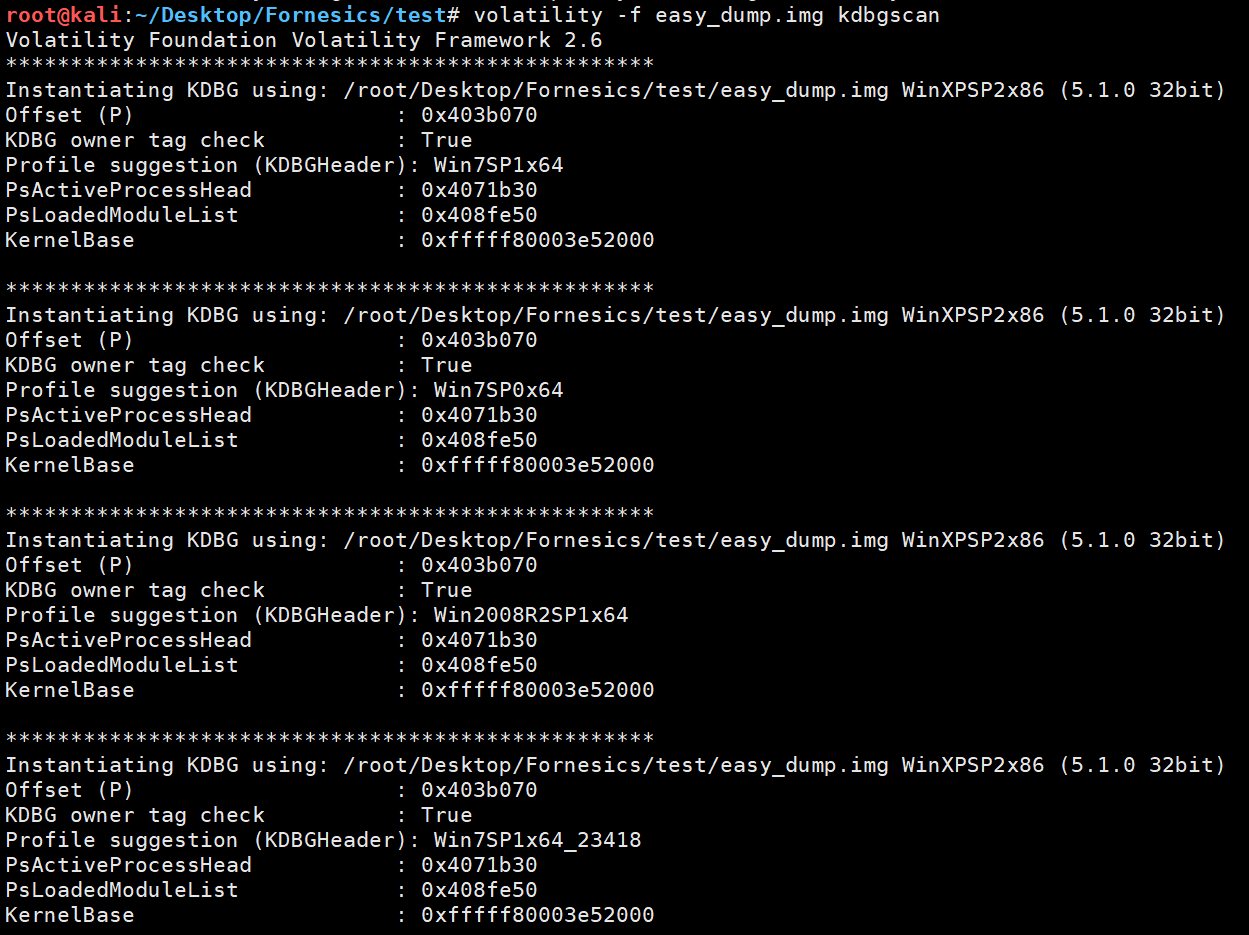 root@kali:~/Desktop/Fornesics/test# volatility -f easy_dump.img kdbgscan
Volatility Foundation Volatility Framework 2.6
**************************************************
Instantiating KDBG using: /root/Desktop/Fornesics/test/easy_dump.img WinXPSP2x86 (5.1.0 32bit)
Offset (P)                    : 0x403b070
KDBG owner tag check          : True
Profile suggestion (KDBGHeader): Win7SP1x64
PsActiveProcessHead           : 0x4071b30
PsLoadedModuleList            : 0x408fe50
KernelBase                    : 0xfffff80003e52000

**************************************************
Instantiating KDBG using: /root/Desktop/Fornesics/test/easy_dump.img WinXPSP2x86 (5.1.0 32bit)
Offset (P)                    : 0x403b070
KDBG owner tag check          : True
Profile suggestion (KDBGHeader): Win7SP0x64
PsActiveProcessHead           : 0x4071b30
PsLoadedModuleList            : 0x408fe50
KernelBase                    : 0xfffff80003e52000

**************************************************
Instantiating KDBG using: /root/Desktop/Fornesics/test/easy_dump.img WinXPSP2x86 (5.1.0 32bit)
Offset (P)                    : 0x403b070
KDBG owner tag check          : True
Profile suggestion (KDBGHeader): Win2008R2SP1x64
PsActiveProcessHead           : 0x4071b30
PsLoadedModuleList            : 0x408fe50
KernelBase                    : 0xfffff80003e52000

**************************************************
Instantiating KDBG using: /root/Desktop/Fornesics/test/easy_dump.img WinXPSP2x86 (5.1.0 32bit)
Offset (P)                    : 0x403b070
KDBG owner tag check          : True
Profile suggestion (KDBGHeader): Win7SP1x64_23418
PsActiveProcessHead           : 0x4071b30
PsLoadedModuleList            : 0x408fe50
KernelBase                    : 0xfffff80003e52000